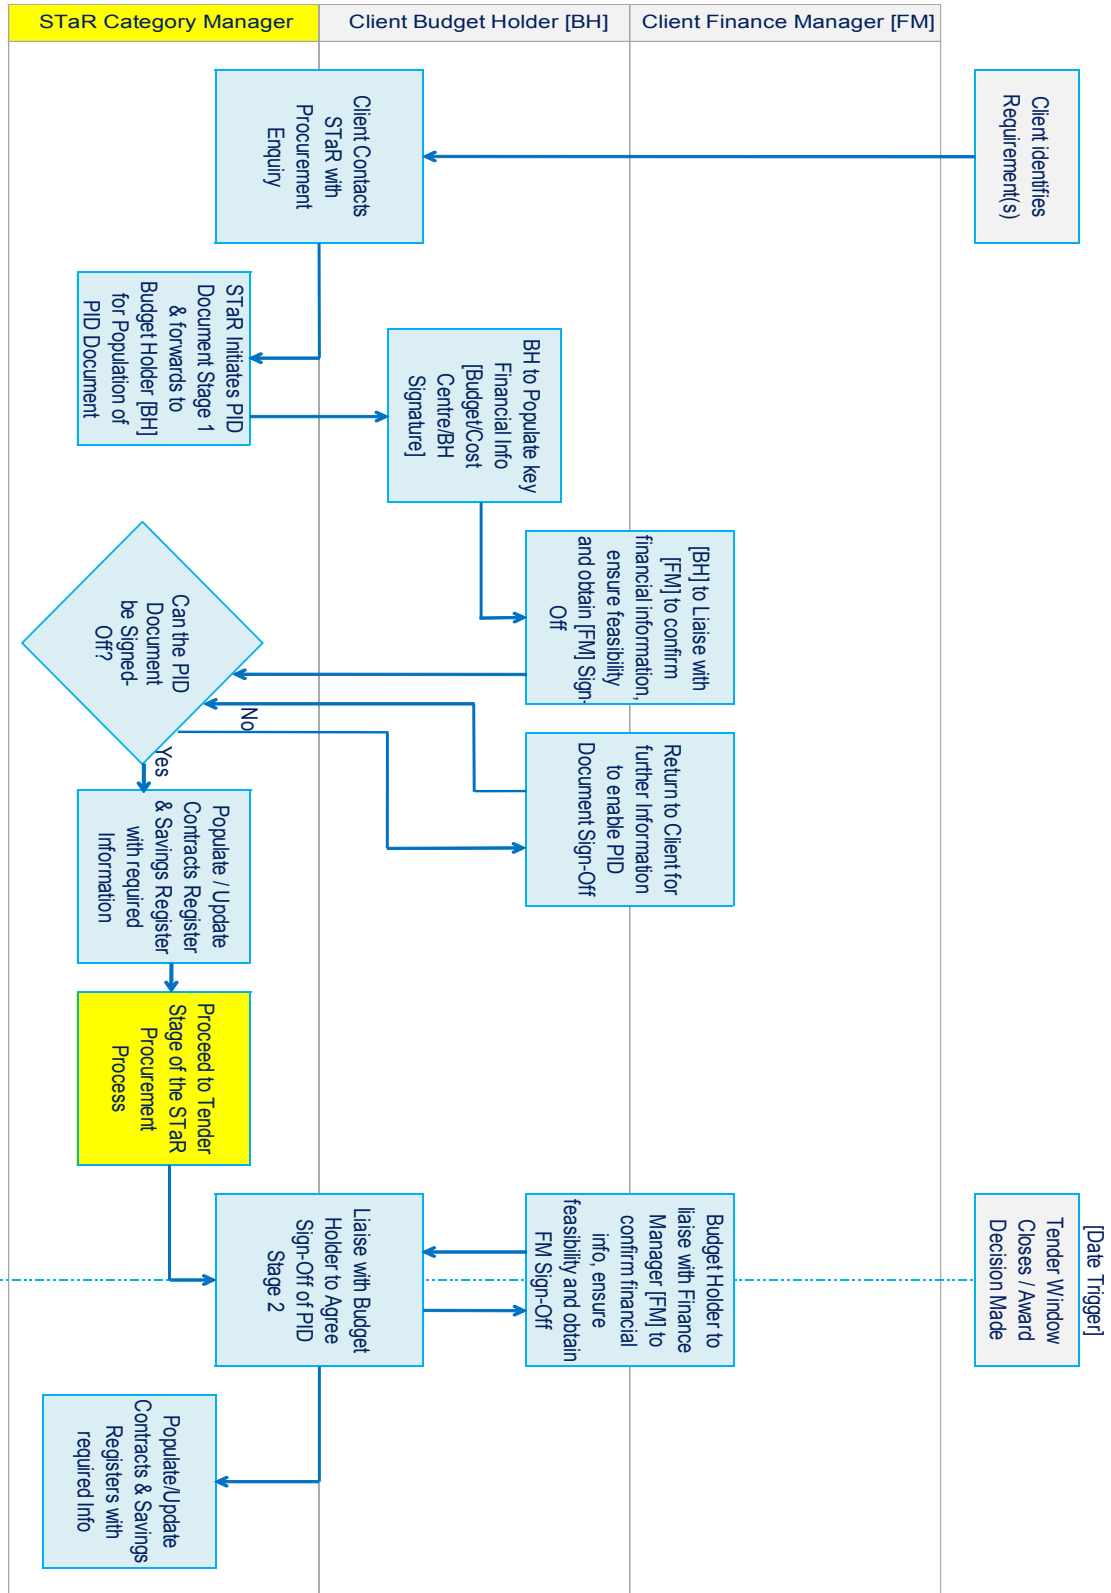 STaR Category Manager
Client Budget Holder [BH]
Client Finance Manager [FM]
Client identifies
Requirement(s)
Client Contacts
STaR with
Procurement
Enquiry
STaR Initiates PID
Document Stage 1
& forwards to
Budget Holder [BH]
for Population of
PID Document
BH to Populate key
Financial Info
[Budget/Cost
Centre/BH
Signature]
[BH] to Liaise with
[FM] to confirm
financial information,
ensure feasibility
and obtain [FM] Sign-
Off
Can the PID
Document
be Signed-
Off?
No
Yes
Return to Client for
further Information
to enable PID
Document Sign-Off
Populate / Update
Contracts Register
& Savings Register
with required
Information
Proceed to Tender
Stage of the STaR
Procurement
Process
Liaise with Budget
Holder to Agree
Sign-Off of PID
Stage 2
Budget Holder to
liaise with Finance
Manager [FM] to
confirm financial
info, ensure
feasibility and obtain
FM Sign-Off
[Date Trigger]
Tender Window
Closes / Award
Decision Made
Populate/Update
Contracts & Savings
Registers with
required Info